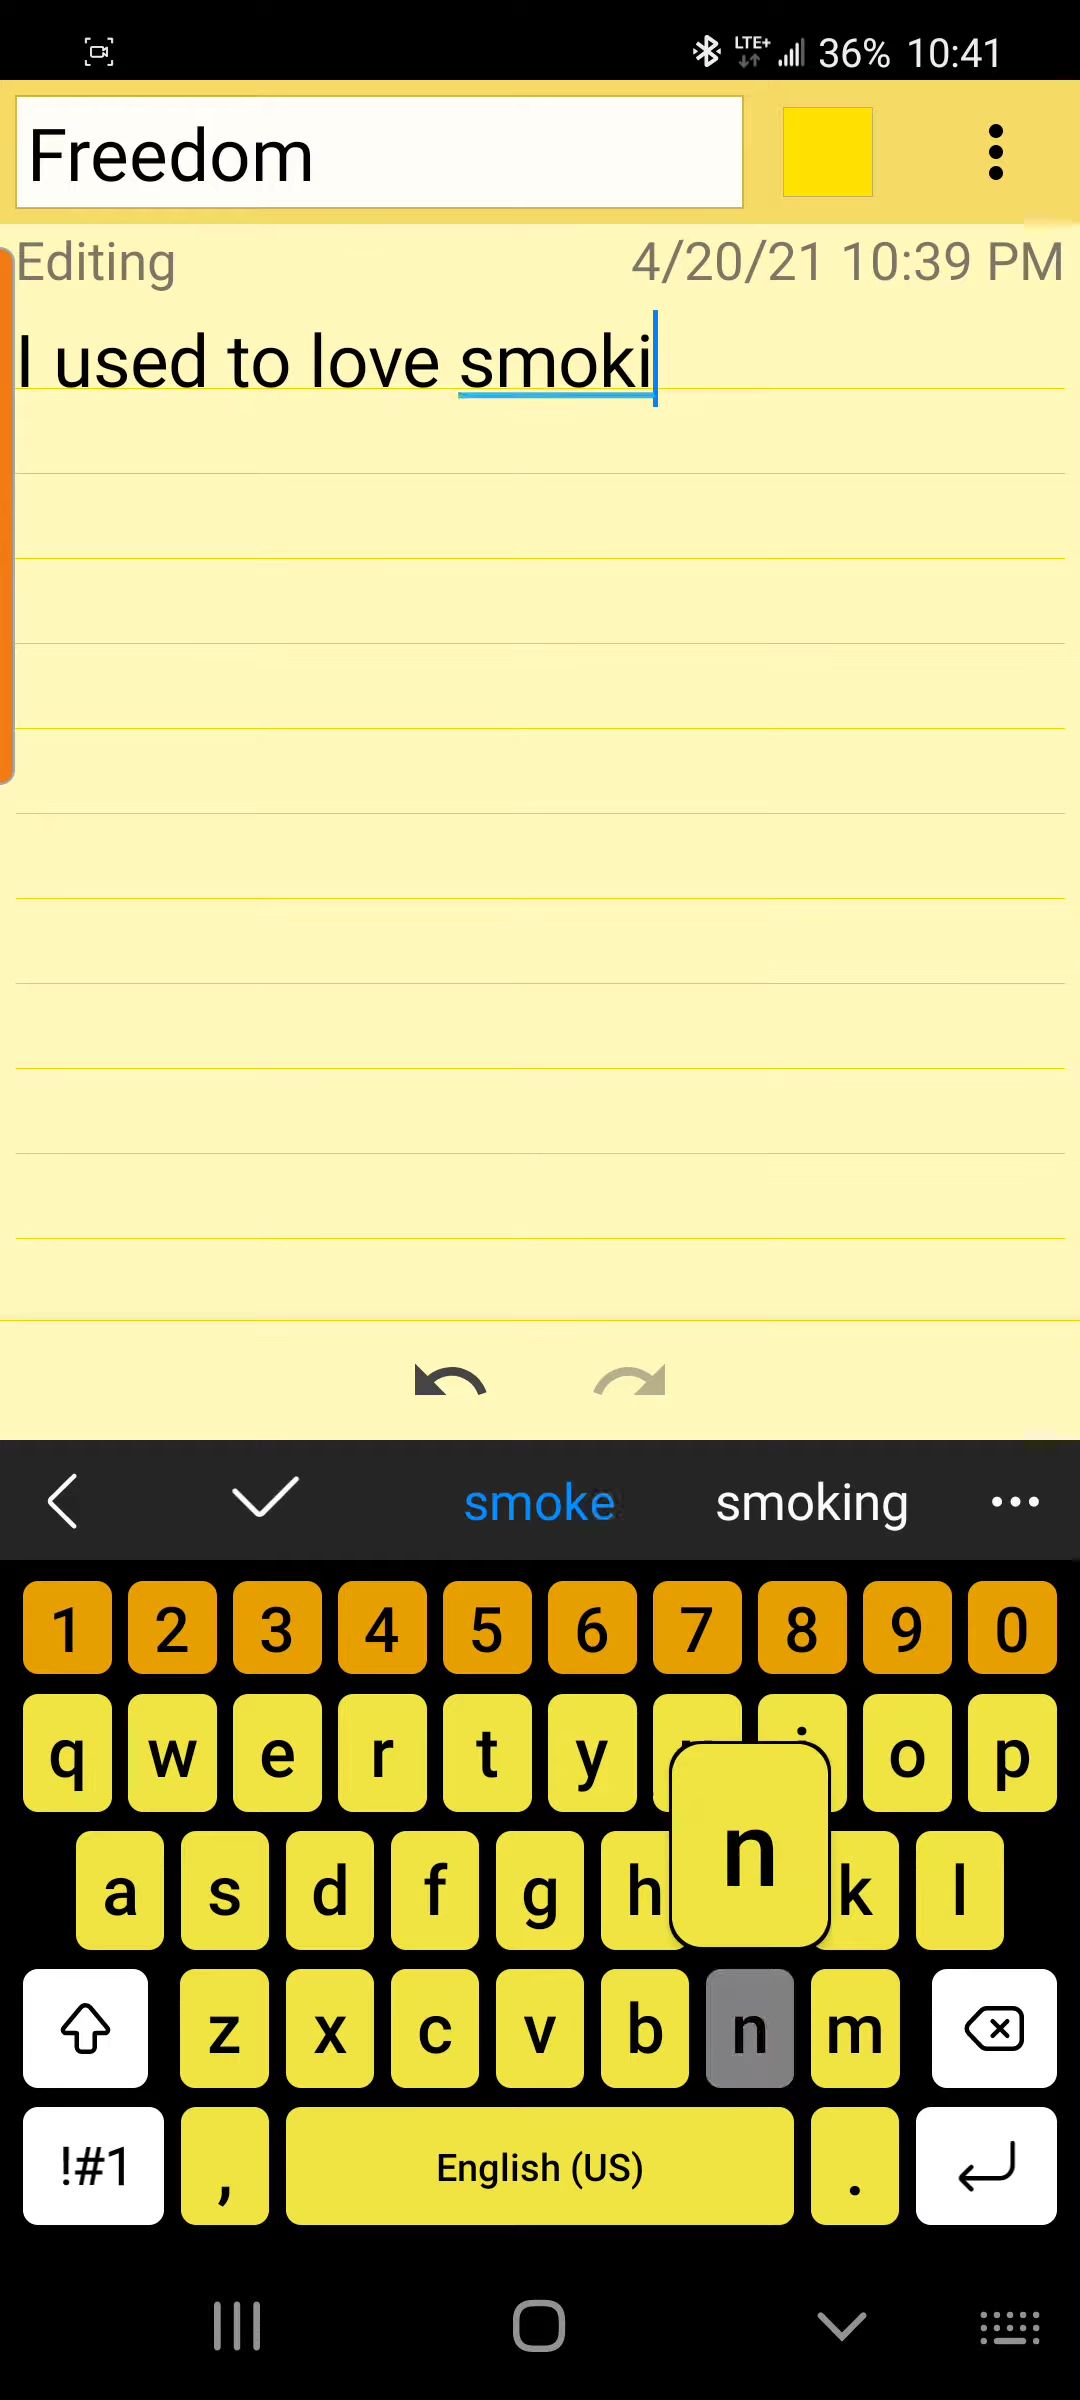 LTE+ 36% 10:41
Freedom
Editing 4/20/21 10:39 PM
I used to love smoki
smoke smoking
1 2 3 4 5 6 7 8 9 0
q w e r t y o p
a s d f g h n k l
z x c v b n m
!#1 , English (US) .